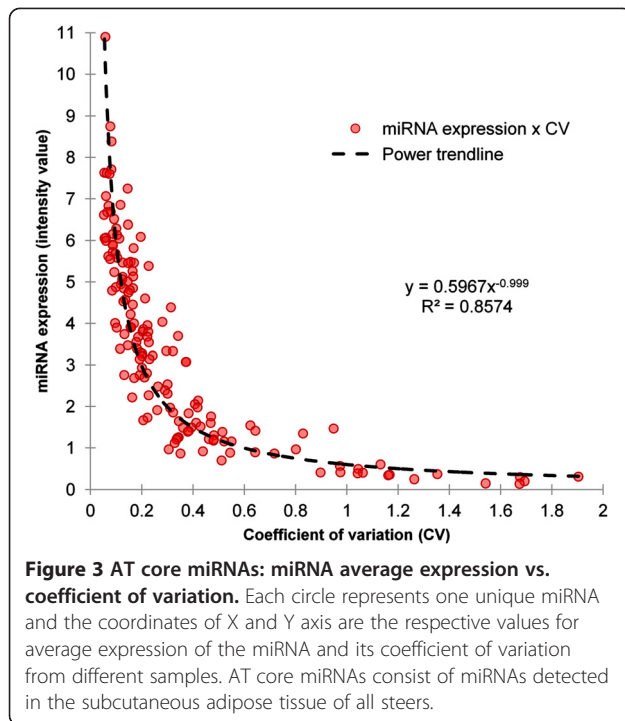 11
10
9
8
7
6
5
4
3
2
1
0
miRNA expression (intensity value)
miRNA expression x CV
Power trendline
y = 0.5967x^-0.999
R² = 0.8574
0 0.2 0.4 0.6 0.8 1 1.2 1.4 1.6 1.8 2
Coefficient of variation (CV)
Figure 3 AT core miRNAs: miRNA average expression vs.
coefficient of variation. Each circle represents one unique miRNA
and the coordinates of X and Y axis are the respective values for
average expression of the miRNA and its coefficient of variation
from different samples. AT core miRNAs consist of miRNAs detected
in the subcutaneous adipose tissue of all steers.